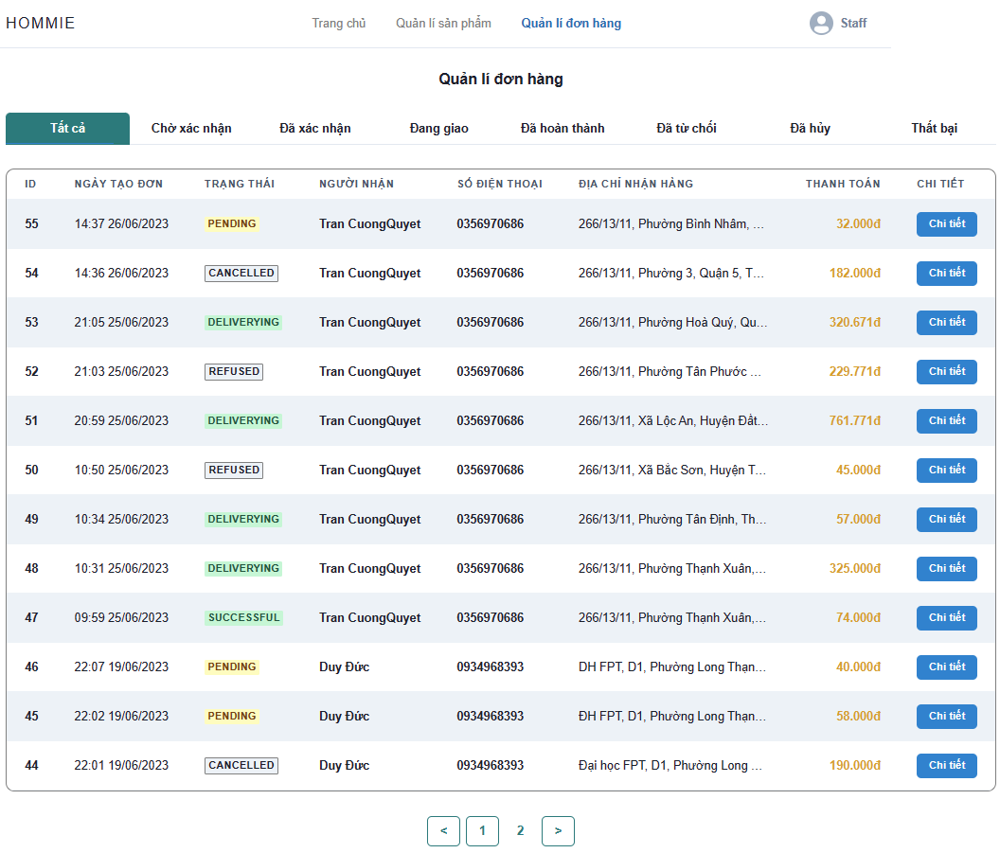 HOMMIE Trang chủ Quản lí sản phẩm Quản lí đơn hàng Staff
Quản lí đơn hàng
Tất cả Chờ xác nhận Đã xác nhận Đang giao Đã hoàn thành Đã từ chối Đã hủy Thất bại
ID NGÀY TẠO ĐƠN TRẠNG THÁI NGƯỜI NHẬN SỐ ĐIỆN THOẠI ĐỊA CHỈ NHẬN HÀNG THANH TOÁN CHI TIẾT
55 14:37 26/06/2023 PENDING Tran CuongQuyet 0356970686 266/13/11, Phường Bình Nhâm, ... 32.000đ Chi tiết
54 14:36 26/06/2023 CANCELLED Tran CuongQuyet 0356970686 266/13/11, Phường 3, Quận 5, T... 182.000đ Chi tiết
53 21:05 25/06/2023 DELIVERYING Tran CuongQuyet 0356970686 266/13/11, Phường Hoà Quý, Qu... 320.671đ Chi tiết
52 21:03 25/06/2023 REFUSED Tran CuongQuyet 0356970686 266/13/11, Phường Tân Phước ... 229.771đ Chi tiết
51 20:59 25/06/2023 DELIVERYING Tran CuongQuyet 0356970686 266/13/11, Xã Lộc An, Huyện Đất... 761.771đ Chi tiết
50 10:50 25/06/2023 REFUSED Tran CuongQuyet 0356970686 266/13/11, Xã Bắc Sơn, Huyện T... 45.000đ Chi tiết
49 10:34 25/06/2023 DELIVERYING Tran CuongQuyet 0356970686 266/13/11, Phường Tân Định, Th... 57.000đ Chi tiết
48 10:31 25/06/2023 DELIVERYING Tran CuongQuyet 0356970686 266/13/11, Phường Thạnh Xuân,... 325.000đ Chi tiết
47 09:59 25/06/2023 SUCCESSFUL Tran CuongQuyet 0356970686 266/13/11, Phường Thạnh Xuân,... 74.000đ Chi tiết
46 22:07 19/06/2023 PENDING Duy Đức 0934968393 DH FPT, D1, Phường Long Thạn... 40.000đ Chi tiết
45 22:02 19/06/2023 PENDING Duy Đức 0934968393 ĐH FPT, D1, Phường Long Thạn... 58.000đ Chi tiết
44 22:01 19/06/2023 CANCELLED Duy Đức 0934968393 Đại học FPT, D1, Phường Long ... 190.000đ Chi tiết
< 1 2 >